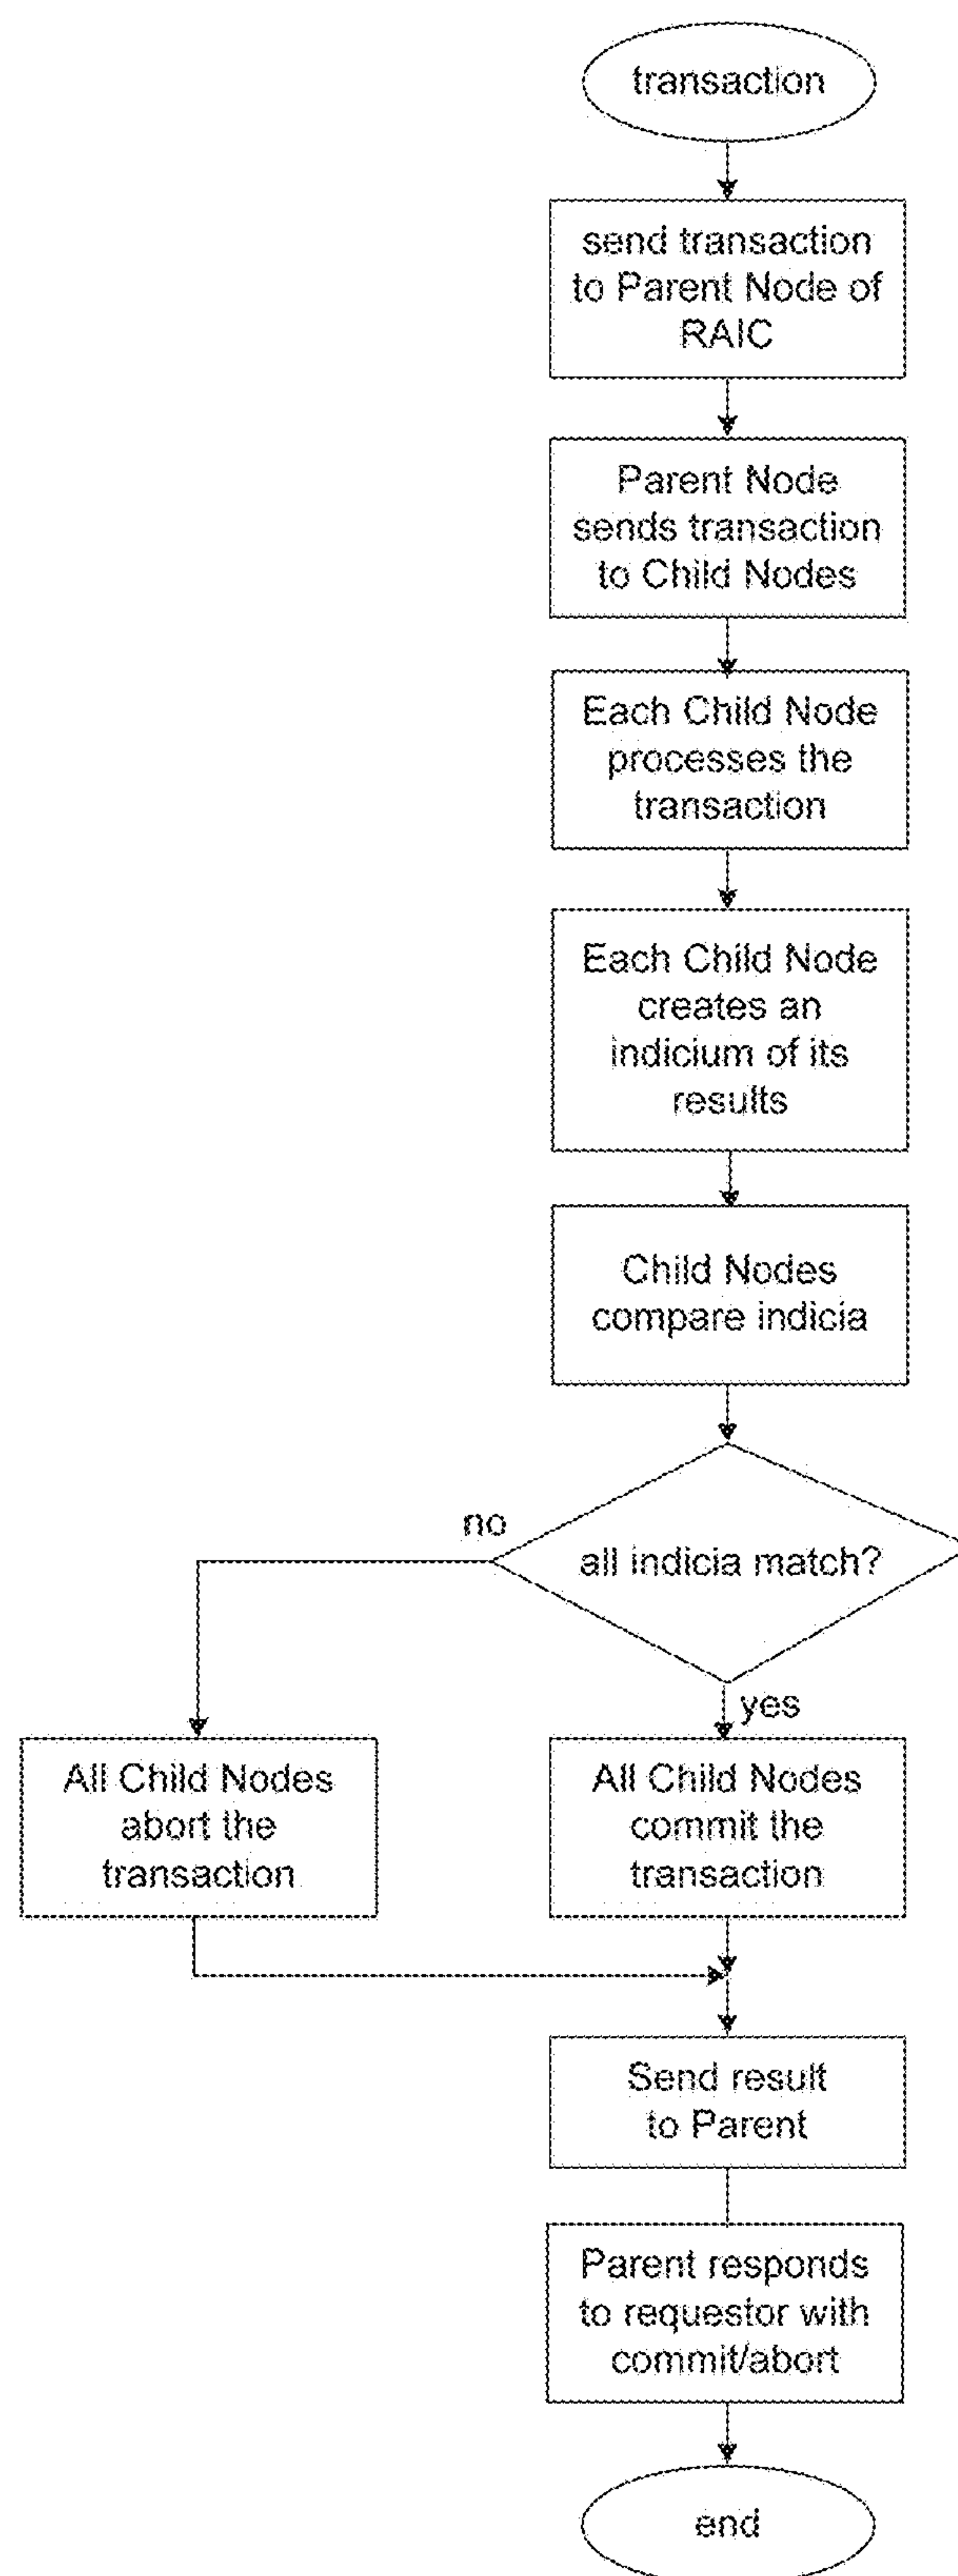 transaction
send transaction
to Parent Node of
RAIC
Parent Node
sends transaction
to Child Nodes
Each Child Node
processes the
transaction
Each Child Node
creates an
indicium of its
results
Child Nodes
compare indicia
no
all indicia match?
yes
All Child Nodes
abort the
transaction
All Child Nodes
commit the
transaction
Send result
to Parent
Parent responds
to requestor with
commit/abort
end